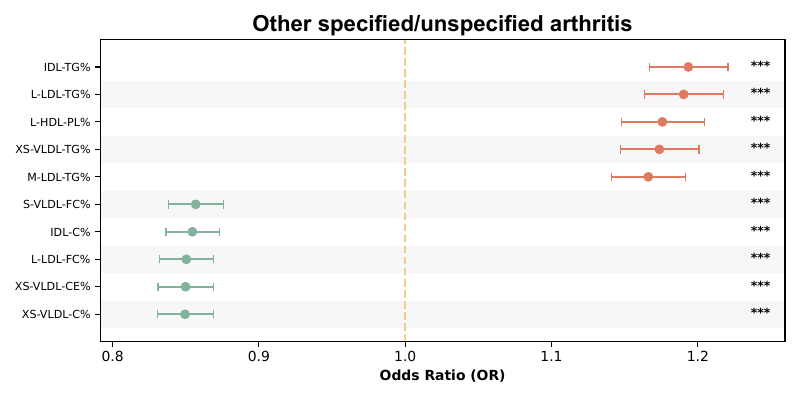 Other specified/unspecified arthritis
IDL-TG% ***
L-LDL-TG% ***
L-HDL-PL% ***
XS-VLDL-TG% ***
M-LDL-TG% ***
S-VLDL-FC% ***
IDL-C% ***
L-LDL-FC% ***
XS-VLDL-CE% ***
XS-VLDL-C% ***
0.8 0.9 1.0 1.1 1.2
Odds Ratio (OR)